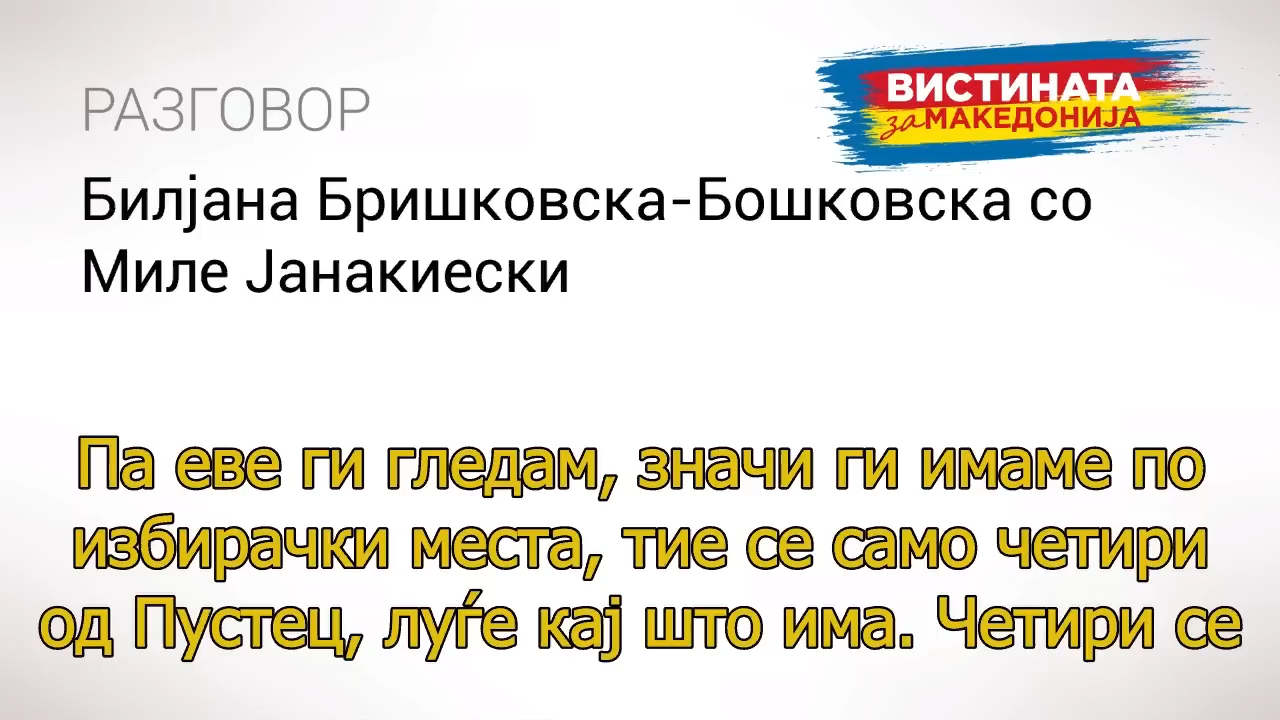 РАЗГОВОР
ВИСТИНАТА
за МАКЕДОНИЈА
Билјана Бришковска-Бошковска со
Миле Јанакиески
Па еве ги гледам, значи ги имаме по
избирачки места, тие се само четири
од Пустец, луѓе кај што има. Четири се